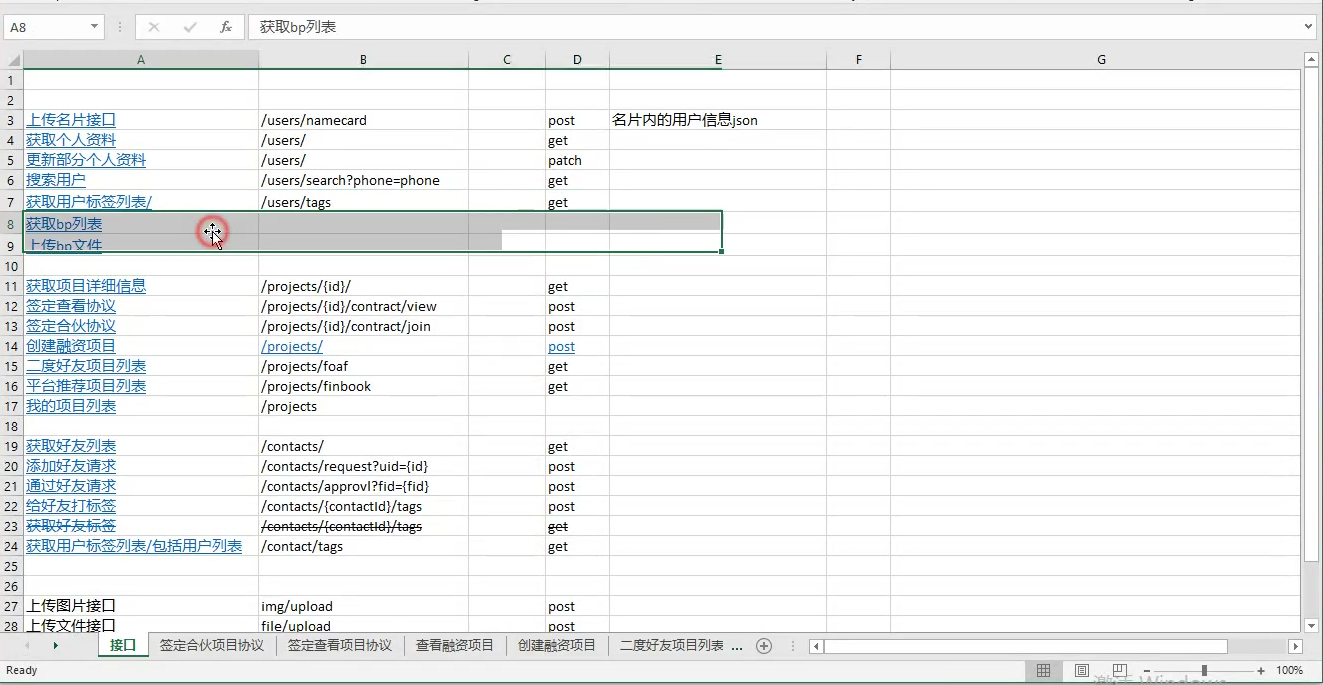 A8 fx 获取bp列表
A B C D E F G
1
2
3 上传名片接口 /users/namecard post 名片内的用户信息json
4 获取个人资料 /users/ get
5 更新部分个人资料 /users/ patch
6 搜索用户 /users/search?phone=phone get
7 获取用户标签列表/ /users/tags get
8 获取bp列表
9 上传bp文件
10
11 获取项目详细信息 /projects/{id}/ get
12 签定查看协议 /projects/{id}/contract/view post
13 签定合伙协议 /projects/{id}/contract/join post
14 创建融资项目 /projects/ post
15 二度好友项目列表 /projects/foaf get
16 平台推荐项目列表 /projects/finbook get
17 我的项目列表 /projects
18
19 获取好友列表 /contacts/ get
20 添加好友请求 /contacts/request?uid={id} post
21 通过好友请求 /contacts/approvl?fid={fid} post
22 给好友打标签 /contacts/{contactId}/tags post
23 获取好友标签 /contacts/{contactId}/tags get
24 获取用户标签列表/包括用户列表 /contact/tags get
25
26
27 上传图片接口 img/upload post
28 上传文件接口 file/upload post
接口 签定合伙项目协议 签定查看项目协议 查看融资项目 创建融资项目 二度好友项目列表 ...
Ready 100%
激活 Windows